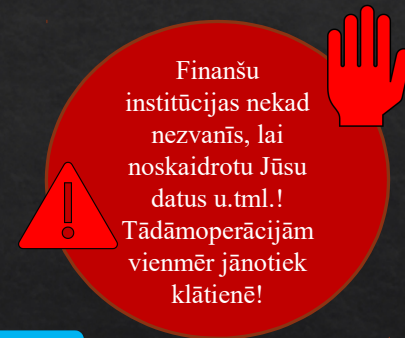 Finanšu
institūcijas nekad
nezvanīs, lai
noskaidrotu Jūsu
datus u.tml.!
Tādāmoperācijām
vienmēr jānotiek
klātienē!